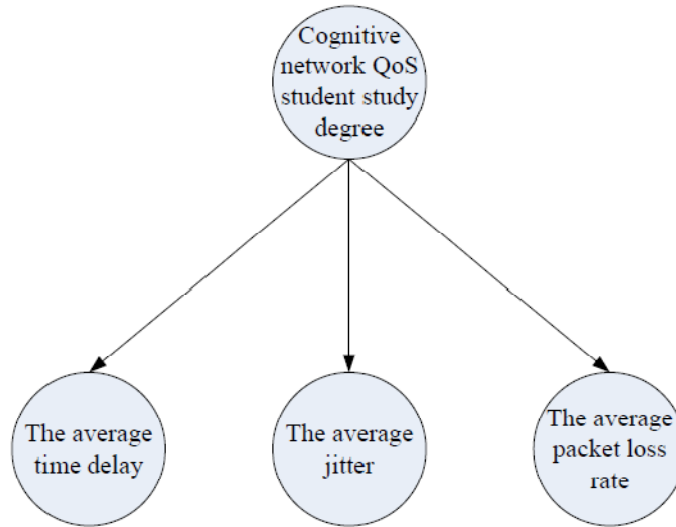 Cognitive
network QoS
student study
degree
The average
time delay
The average
jitter
The average
packet loss
rate